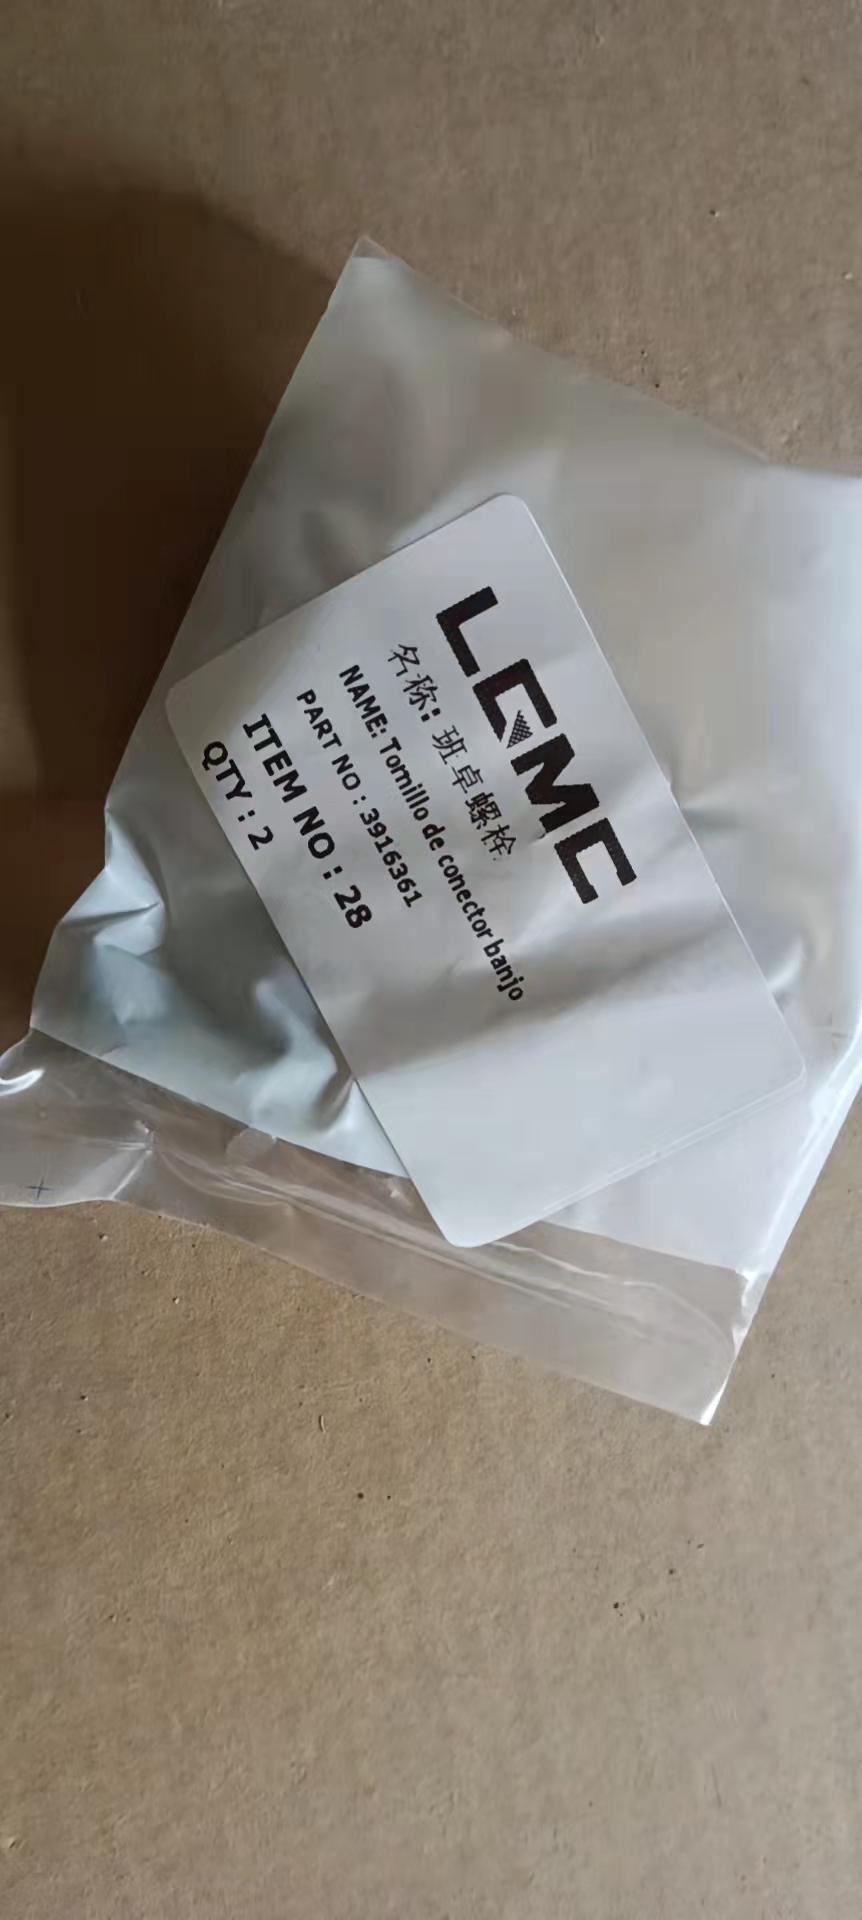 LGMC
名称: 班卓螺栓
NAME: Tornillo de conector banjo
PART NO : 3916361
ITEM NO : 28
QTY : 2